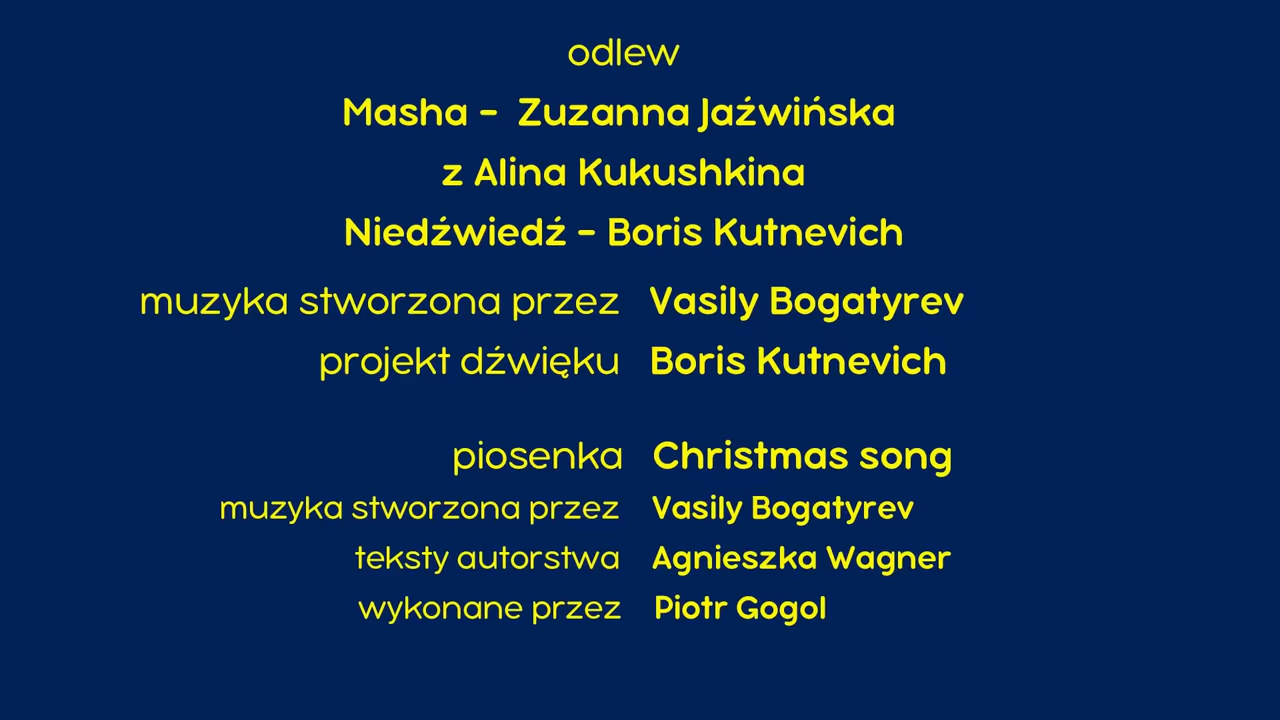 odlew
Masha - Zuzanna Jaźwińska
z Alina Kukushkina
Niedźwiedź - Boris Kutnevich
muzyka stworzona przez Vasily Bogatyrev
projekt dźwięku Boris Kutnevich
piosenka Christmas song
muzyka stworzona przez Vasily Bogatyrev
teksty autorstwa Agnieszka Wagner
wykonane przez Piotr Gogol